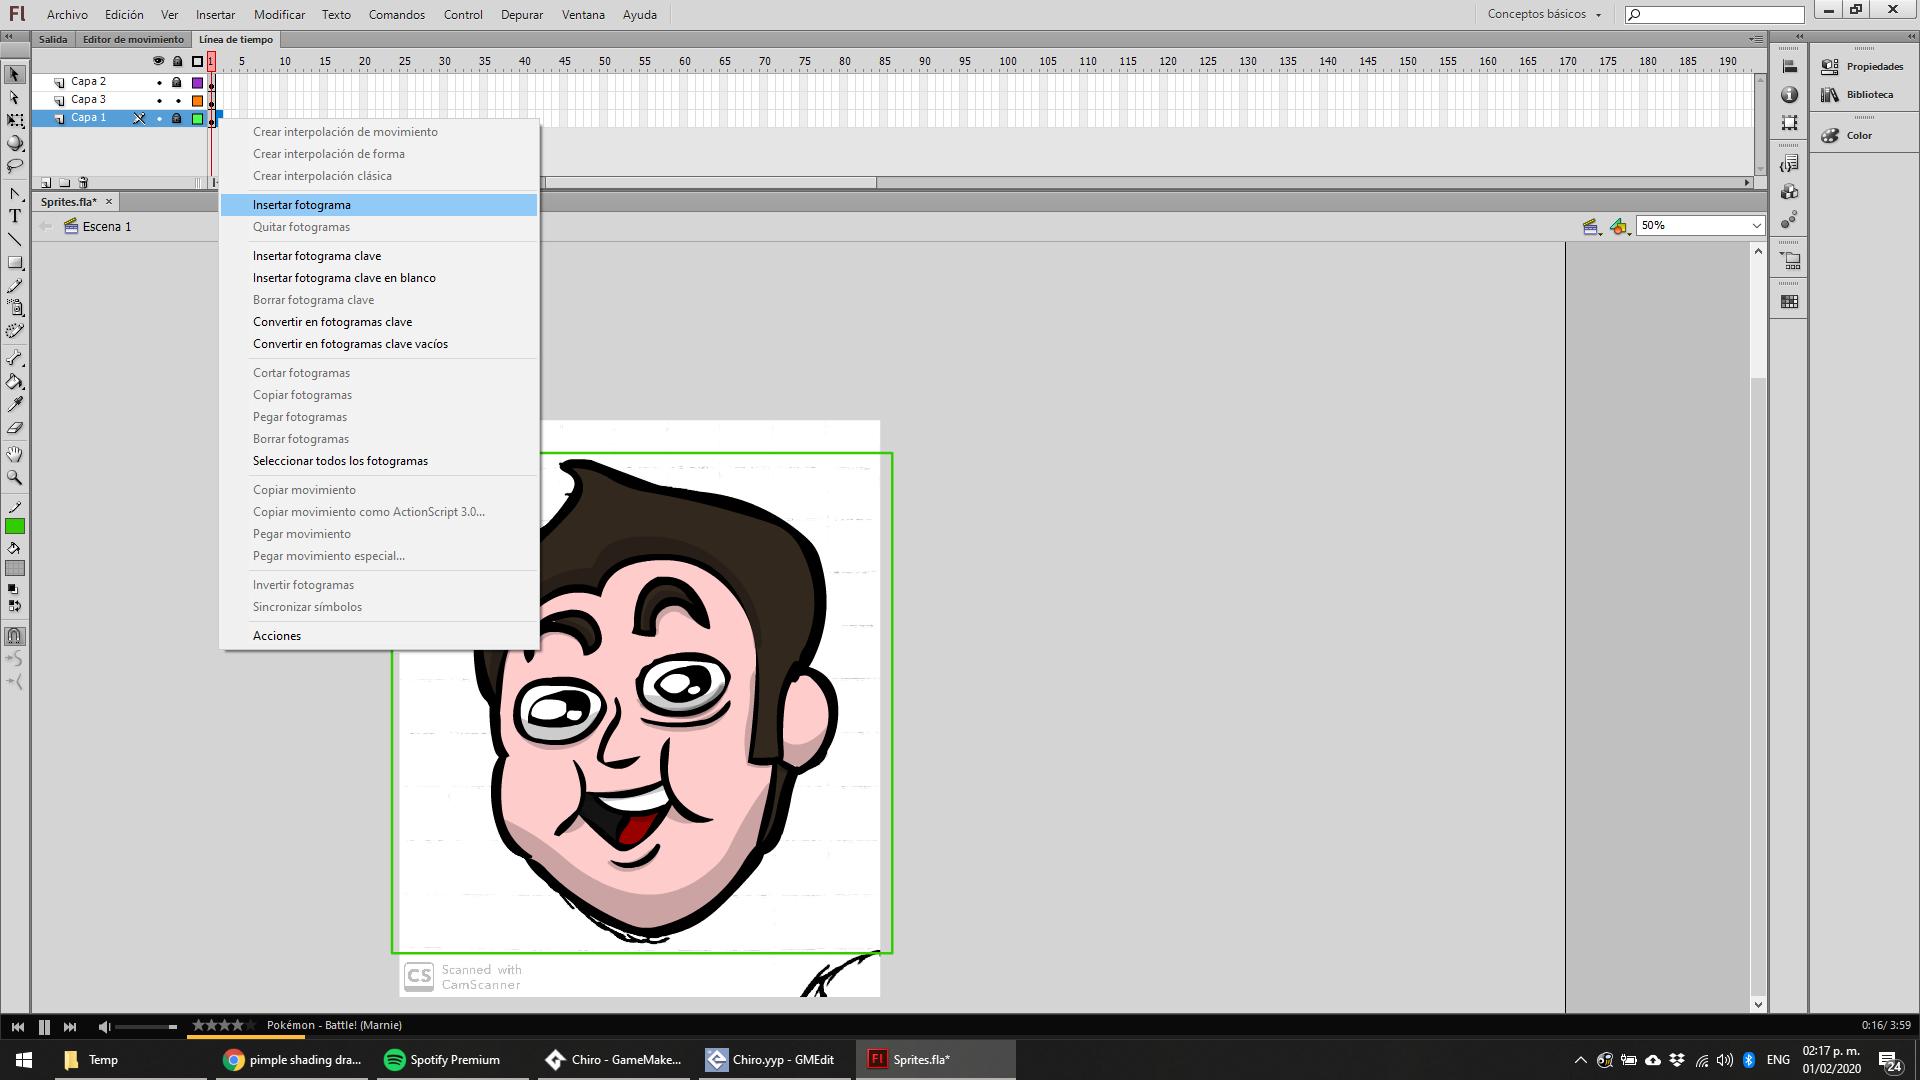 Fl Archivo Edición Ver Insertar Modificar Texto Comandos Control Depurar Ventana Ayuda
Conceptos básicos
Salida Editor de movimiento Línea de tiempo
1 5 10 15 20 25 30 35 40 45 50 55 60 65 70 75 80 85 90 95 100 105 110 115 120 125 130 135 140 145 150 155 160 165 170 175 180 185 190
Capa 2
Capa 3
Capa 1
Propiedades
Biblioteca
Color
Crear interpolación de movimiento
Crear interpolación de forma
Crear interpolación clásica
Insertar fotograma
Quitar fotogramas
Insertar fotograma clave
Insertar fotograma clave en blanco
Borrar fotograma clave
Convertir en fotogramas clave
Convertir en fotogramas clave vacíos
Cortar fotogramas
Copiar fotogramas
Pegar fotogramas
Borrar fotogramas
Seleccionar todos los fotogramas
Copiar movimiento
Copiar movimiento como ActionScript 3.0...
Pegar movimiento
Pegar movimiento especial...
Invertir fotogramas
Sincronizar símbolos
Acciones
Sprites.fla*
Escena 1
50%
CS Scanned with
CamScanner
Pokémon - Battle! (Marnie)
0:16/ 3:59
Temp
pimple shading dra...
Spotify Premium
Chiro - GameMake...
Chiro.yyp - GMEdit
Fl Sprites.fla*
ENG
02:17 p. m.
01/02/2020
24